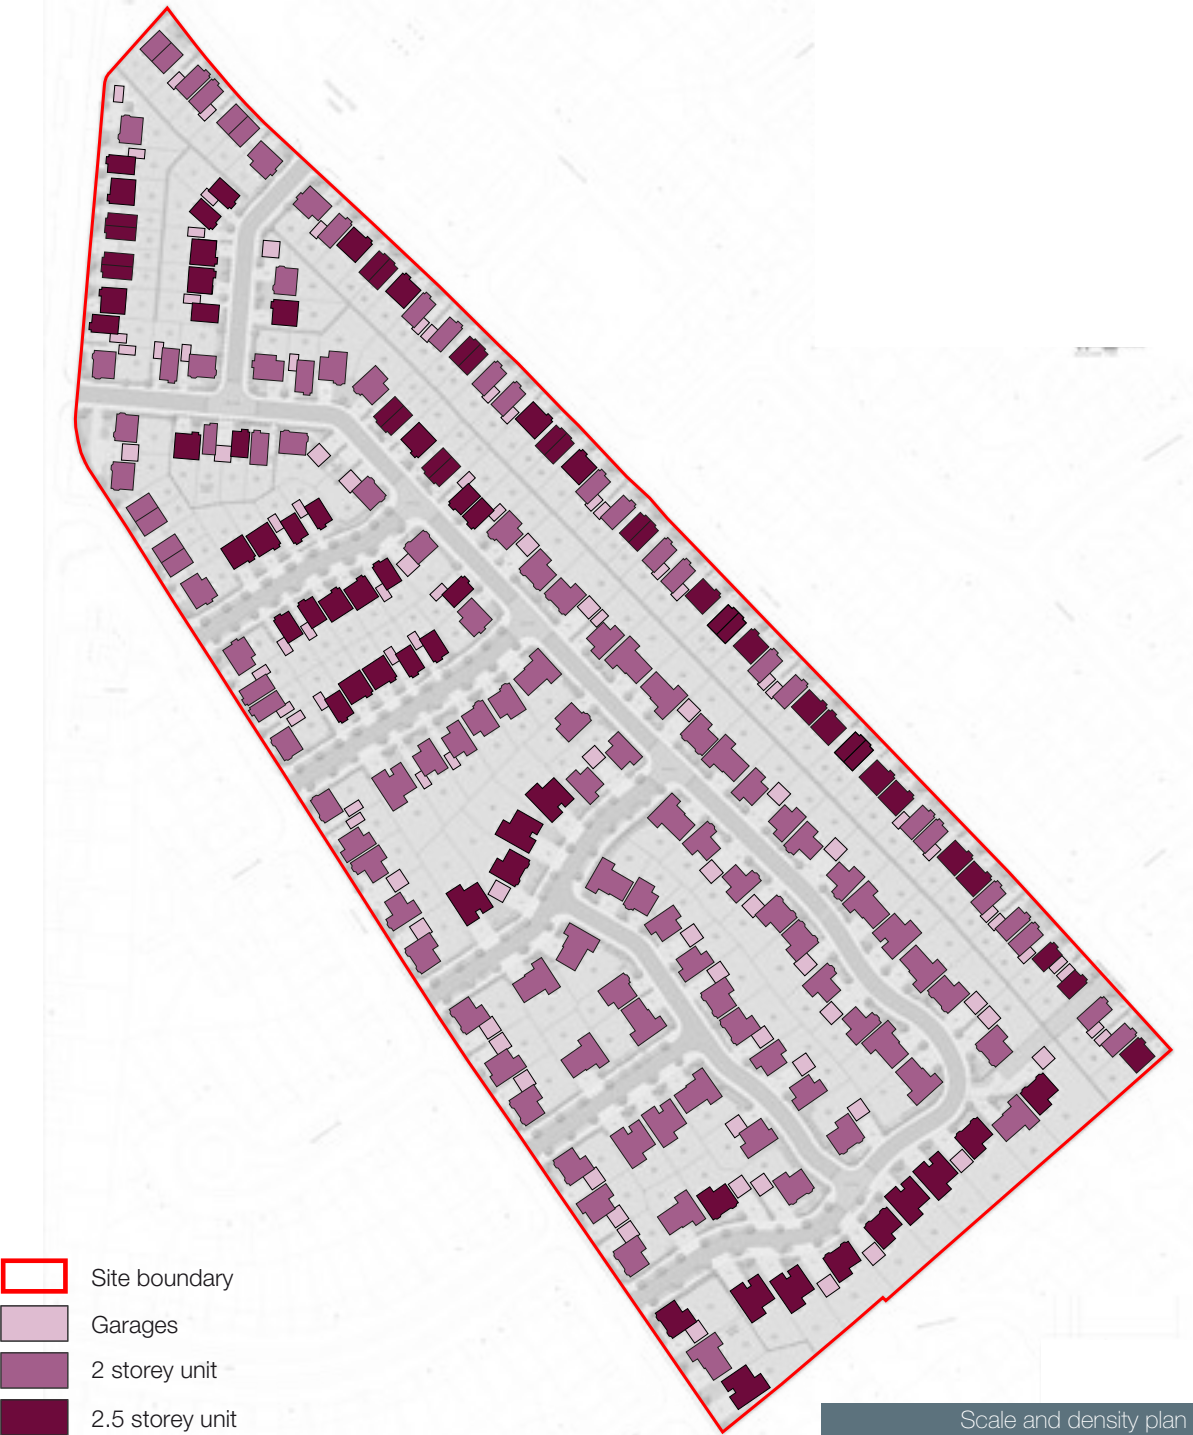 Site boundary
Garages
2 storey unit
2.5 storey unit
Scale and density plan